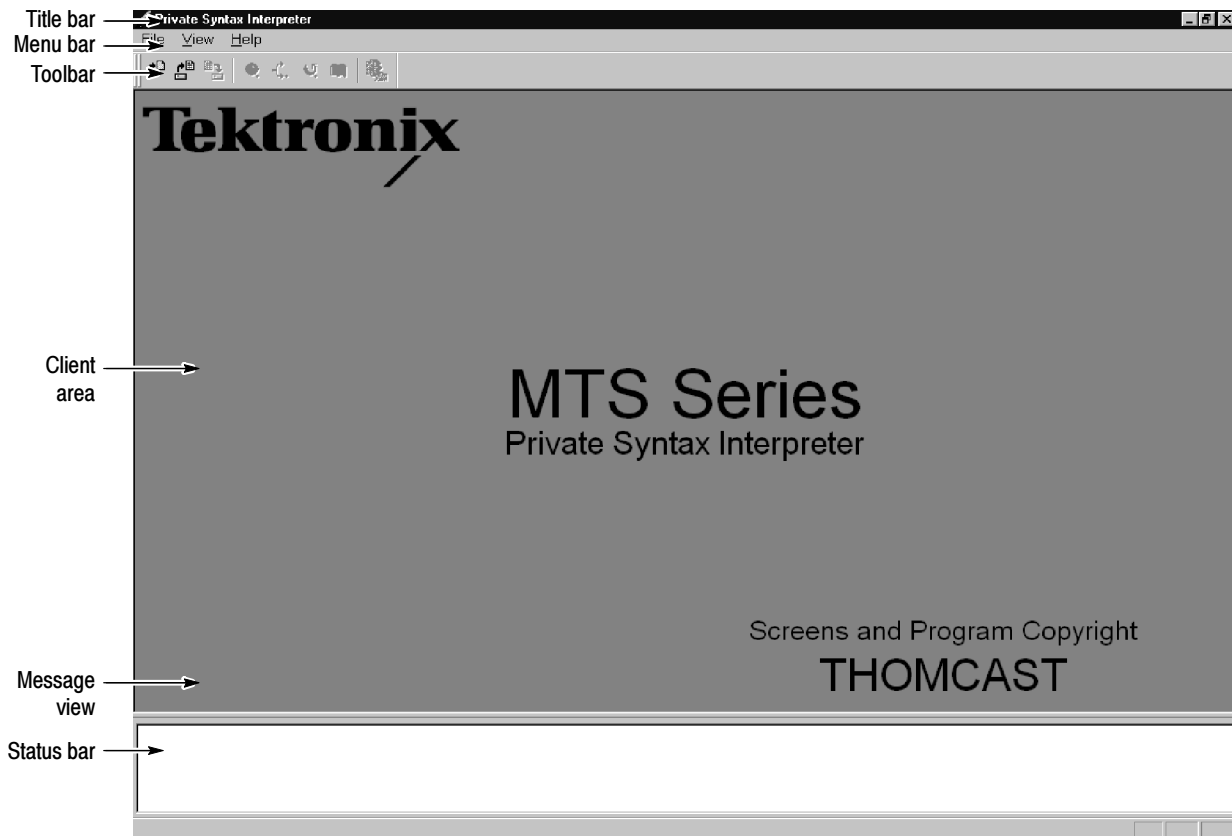 Title bar
Private Syntax Interpreter
Menu bar
File View Help
Toolbar
Tektronix
Client
area
MTS Series
Private Syntax Interpreter
Screens and Program Copyright
THOMCAST
Message
view
Status bar